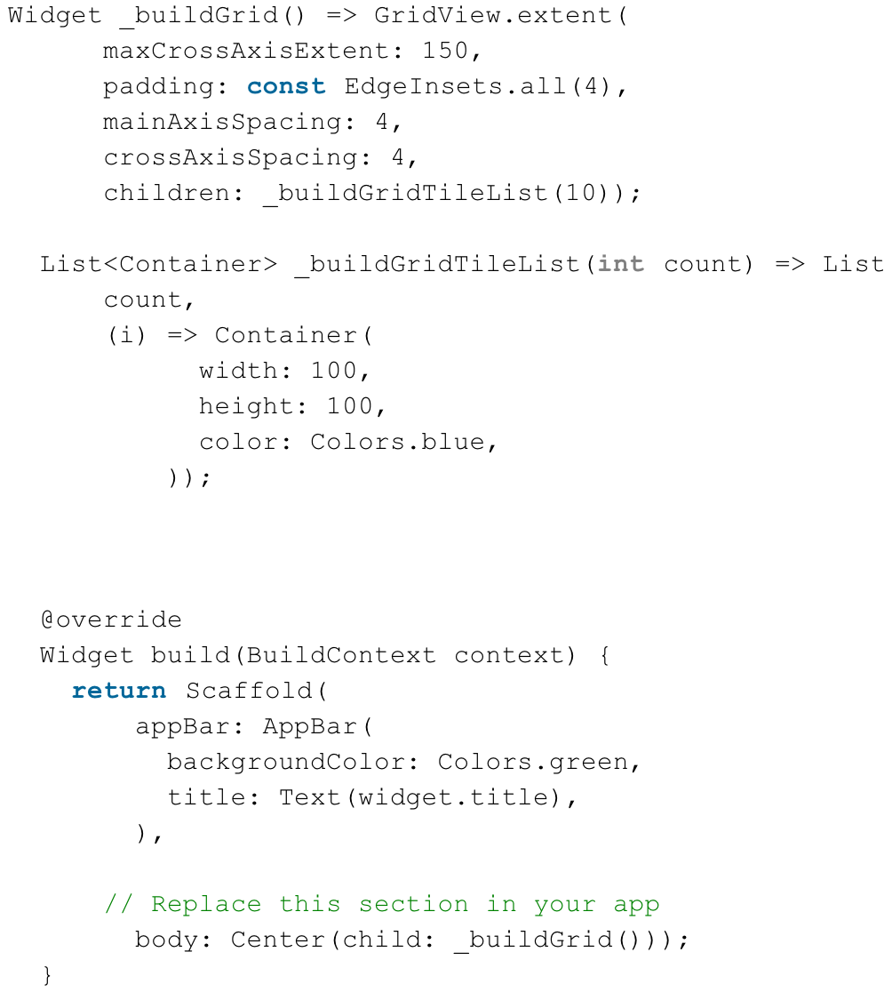 Widget _buildGrid() => GridView.extent(
      maxCrossAxisExtent: 150,
      padding: const EdgeInsets.all(4),
      mainAxisSpacing: 4,
      crossAxisSpacing: 4,
      children: _buildGridTileList(10));

  List<Container> _buildGridTileList(int count) => List
      count,
      (i) => Container(
            width: 100,
            height: 100,
            color: Colors.blue,
          ));

  @override
  Widget build(BuildContext context) {
    return Scaffold(
        appBar: AppBar(
          backgroundColor: Colors.green,
          title: Text(widget.title),
        ),

      // Replace this section in your app
        body: Center(child: _buildGrid()));
  }